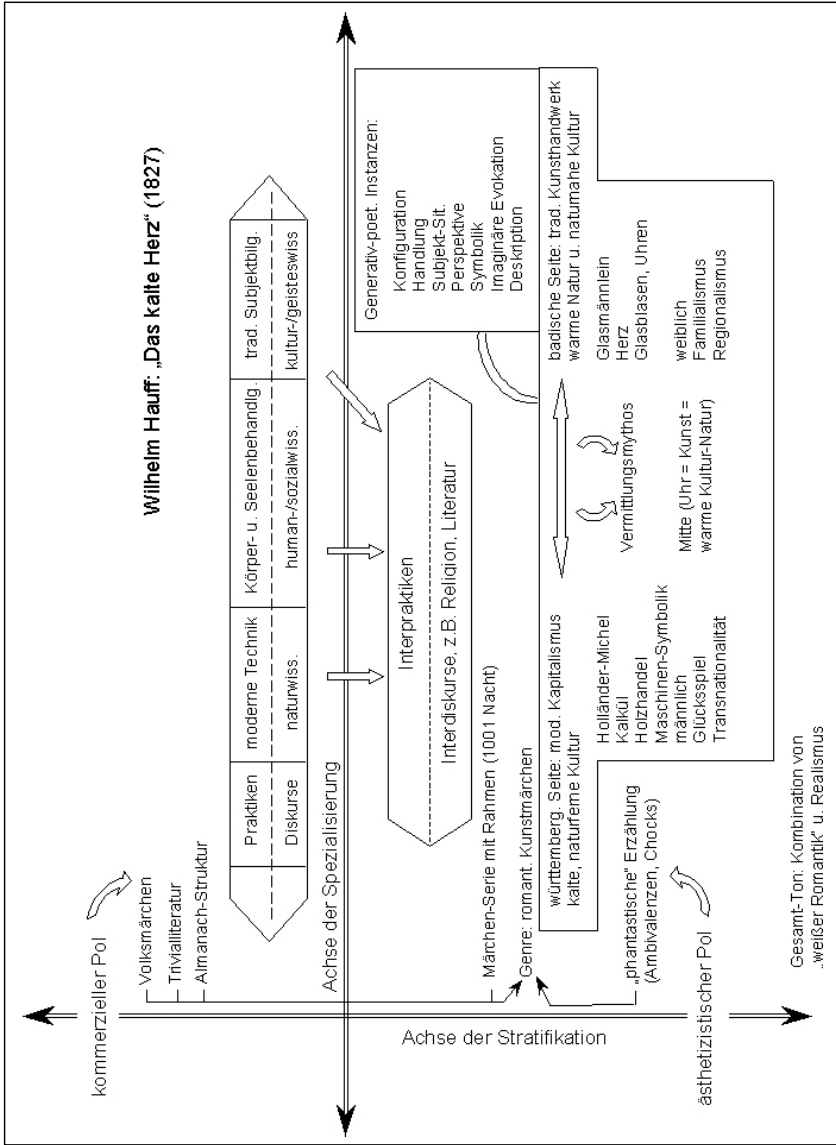 Wilhelm Hauff: „Das kalte Herz“ (1827)
kommerzieller Pol
Volksmärchen
Trivialliteratur
Almanach-Struktur
Praktiken
moderne Technik
Körper- u. Seelenbehandlg.
trad. Subjektbilg.
Diskurse
naturwiss.
human-/sozialwiss.
kultur-/geisteswiss
Achse der Spezialisierung
Achse der Stratifikation
Interpraktiken
Interdiskurse, z.B. Religion, Literatur
Generativ-poet. Instanzen:
Konfiguration
Handlung
Subjekt-Sit.
Perspektive
Symbolik
Imaginäre Evokation
Deskription
Märchen-Serie mit Rahmen (1001 Nacht)
Genre: romant. Kunstmärchen
württemberg. Seite: mod. Kapitalismus
kalte, naturferne Kultur
badische Seite: trad. Kunsthandwerk
warme Natur u. naturnahe Kultur
Holländer-Michel
Kalkül
Holzhandel
Maschinen-Symbolik
männlich
Glücksspiel
Transnationalität
Vermittlungsmythos
Mitte (Uhr = Kunst =
warme Kultur-Natur)
Glasmännlein
Herz
Glasblasen, Uhren
weiblich
Familialismus
Regionalismus
„phantastische“ Erzählung
(Ambivalenzen, Chocks)
ästhetizistischer Pol
Gesamt-Ton: Kombination von
„weißer Romantik“ u. Realismus